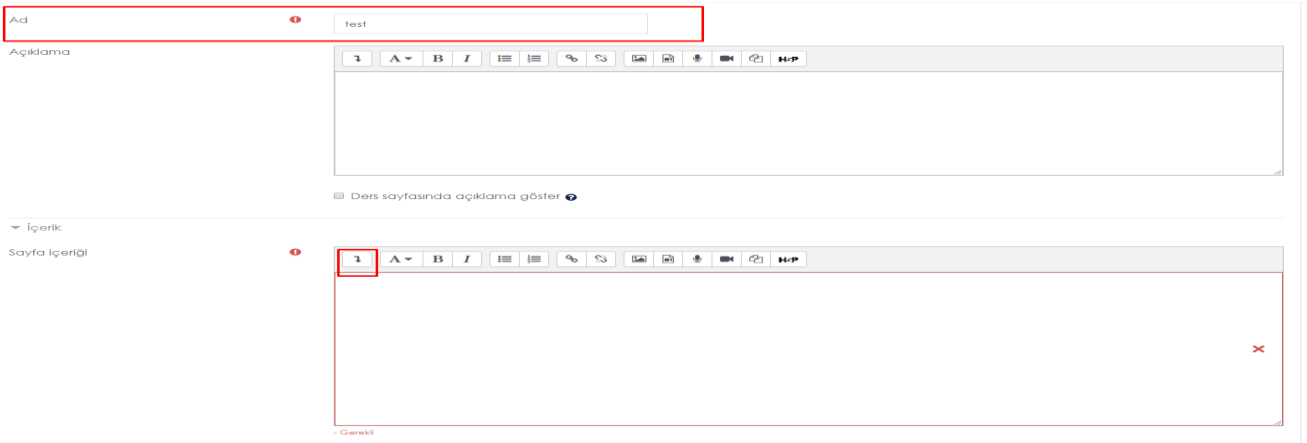 Ad
test
Açıklama
A B I H-P
Ders sayfasında açıklama göster
İçerik
Sayfa içeriği
A B I H-P
- Gerekli